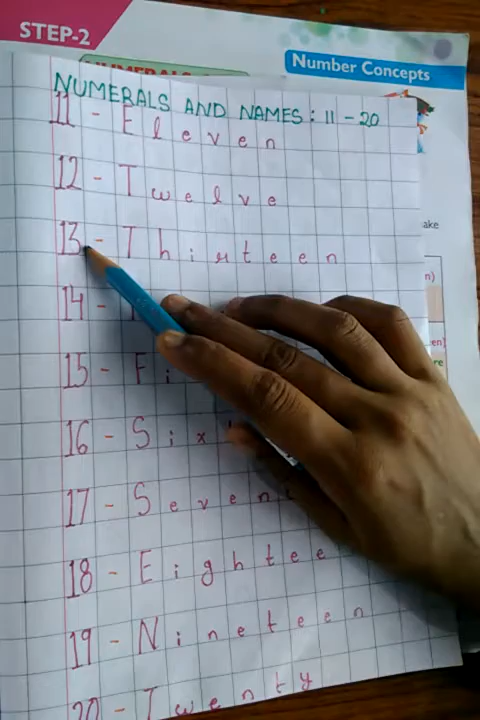 STEP-2
Number Concepts
NUMERALS AND NAMES : 11 - 20
11 - Eleven
12 - Twelve
13 - Thirteen
14 -
15 - Fi
16 - Six
17 - Seven
18 - Eightee
19 - Nineteen
20 - Twenty